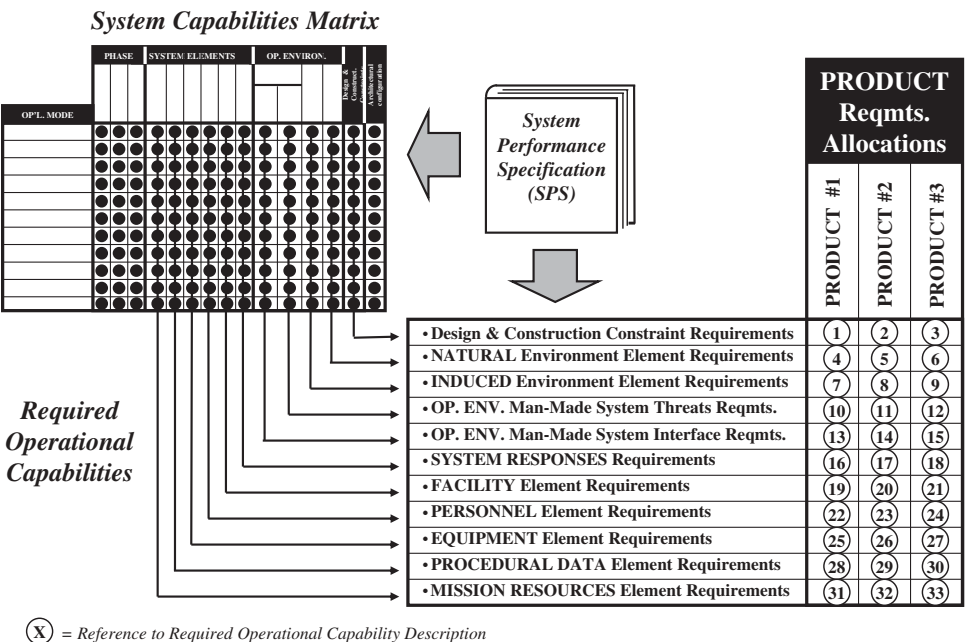 System Capabilities Matrix
PHASE SYSTEM ELEMENTS OP. ENVIRON.
Design & Construct. Constraints
Architectural configuration
OP'L. MODE
System
Performance
Specification
(SPS)
PRODUCT
Reqmts.
Allocations
PRODUCT #1
PRODUCT #2
PRODUCT #3
Required
Operational
Capabilities
• Design & Construction Constraint Requirements 1 2 3
• NATURAL Environment Element Requirements 4 5 6
• INDUCED Environment Element Requirements 7 8 9
• OP. ENV. Man-Made System Threats Reqmts. 10 11 12
• OP. ENV. Man-Made System Interface Reqmts. 13 14 15
• SYSTEM RESPONSES Requirements 16 17 18
• FACILITY Element Requirements 19 20 21
• PERSONNEL Element Requirements 22 23 24
• EQUIPMENT Element Requirements 25 26 27
• PROCEDURAL DATA Element Requirements 28 29 30
• MISSION RESOURCES Element Requirements 31 32 33
X = Reference to Required Operational Capability Description